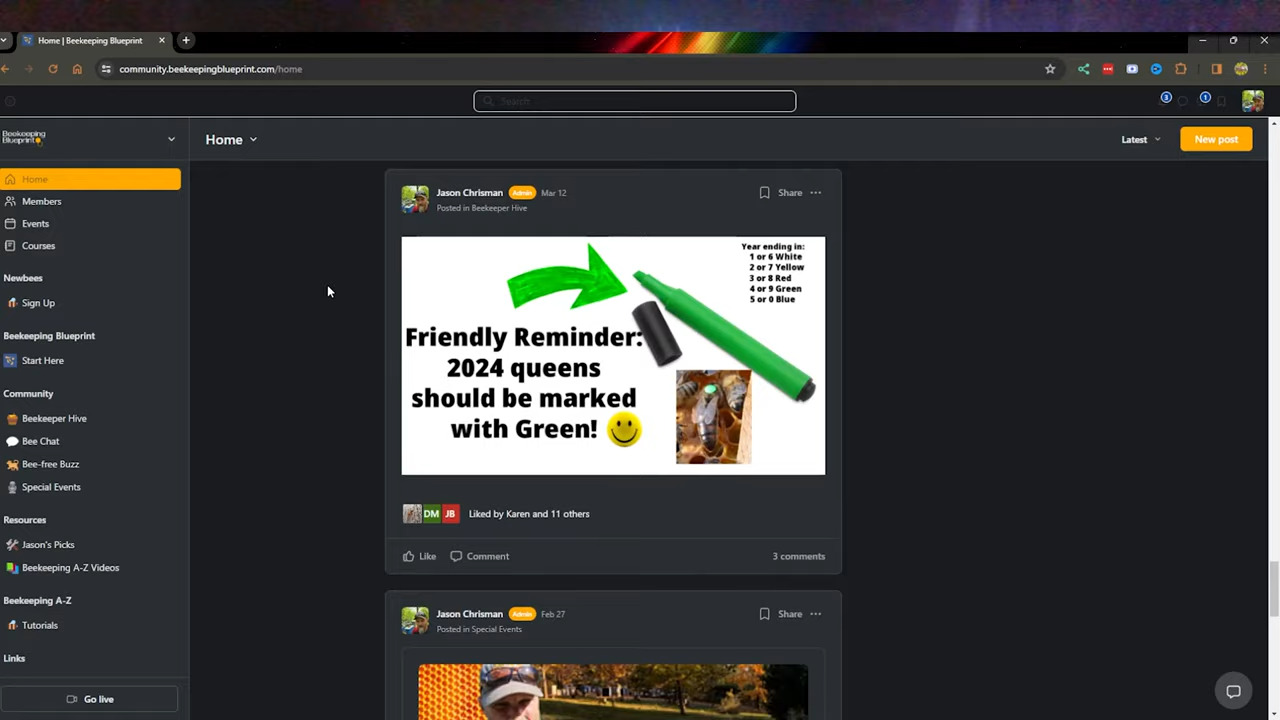 Home | Beekeeping Blueprint
community.beekeepingblueprint.com/home
Search
3
1
Beekeeping
Blueprint
Home
Latest
New post
Home
Members
Events
Courses
Newbees
Sign Up
Beekeeping Blueprint
Start Here
Community
Beekeeper Hive
Bee Chat
Bee-free Buzz
Special Events
Resources
Jason's Picks
Beekeeping A-Z Videos
Beekeeping A-Z
Tutorials
Links
Go live
Jason Chrisman Admin Mar 12
Posted in Beekeeper Hive
Share
Year ending in:
1 or 6 White
2 or 7 Yellow
3 or 8 Red
4 or 9 Green
5 or 0 Blue
Friendly Reminder:
2024 queens
should be marked
with Green!
DM JB Liked by Karen and 11 others
Like Comment 3 comments
Jason Chrisman Admin Feb 27
Posted in Special Events
Share